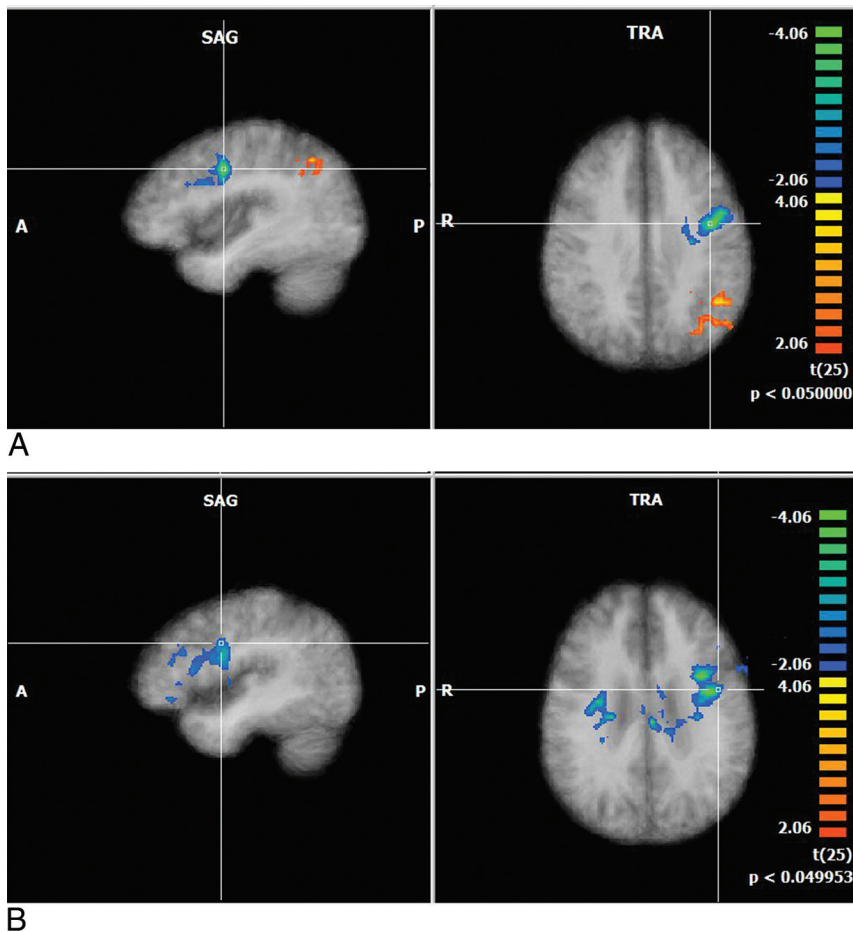 SAG
TRA
-4.06
-2.06
4.06
A
P
R
2.06
t(25)
p < 0.050000
A
SAG
TRA
-4.06
-2.06
4.06
A
P
R
2.06
t(25)
p < 0.049953
B